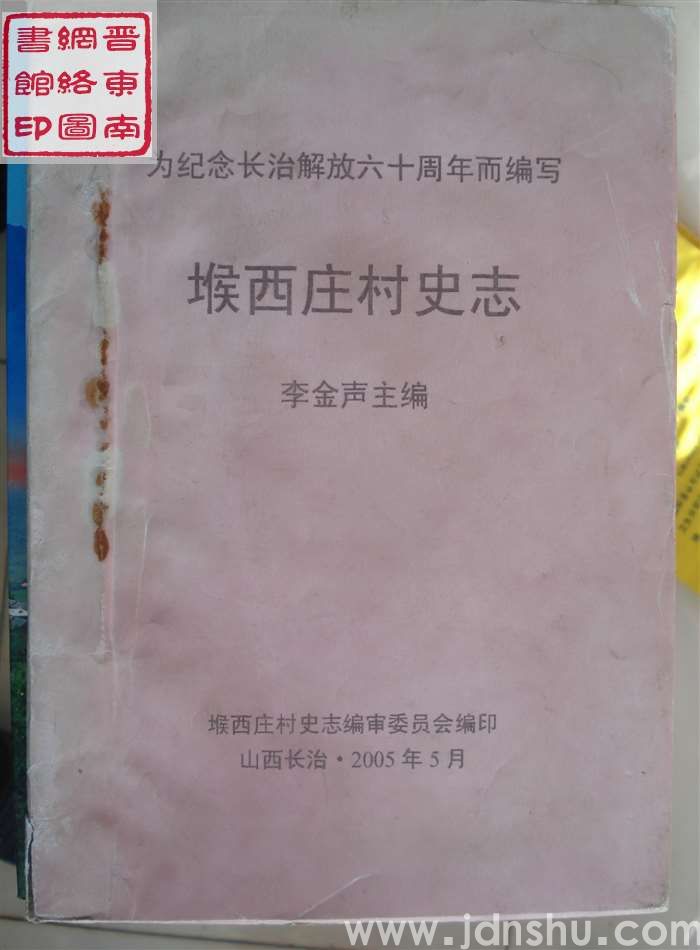 晋東南
網絡圖
書館印
为纪念长治解放六十周年而编写
堠西庄村史志
李金声主编
堠西庄村史志编审委员会编印
山西长治·2005年5月
www.jdnshu.com